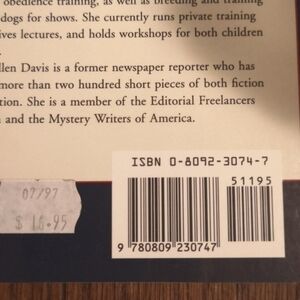 obedience training, as well as breeding and training
dogs for shows. She currently runs private training
ives lectures, and holds workshops for both children
llen Davis is a former newspaper reporter who has
more than two hundred short pieces of both fiction
tion. She is a member of the Editorial Freelancers
and the Mystery Writers of America.
ISBN 0-8092-3074-7
51195
07/97
$ 16.95
9 780809 230747